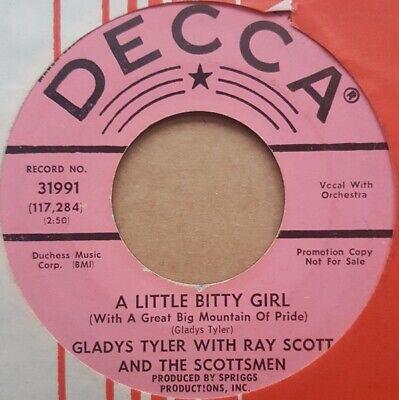 DECCA®
RECORD NO.
31991
(117,284)
(2:50)
Vocal With
Orchestra
Duchess Music
Corp. (BMI)
Promotion Copy
Not For Sale
A LITTLE BITTY GIRL
(With A Great Big Mountain Of Pride)
(Gladys Tyler)
GLADYS TYLER WITH RAY SCOTT
AND THE SCOTTSMEN
PRODUCED BY SPRIGGS
PRODUCTIONS, INC.